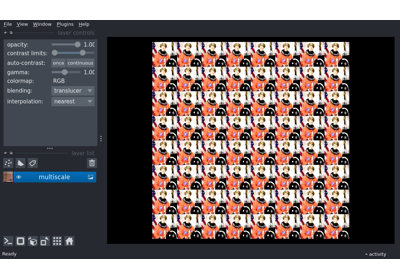 File View Window Plugins Help
layer controls
opacity: 1.00
contrast limits:
auto-contrast: once continuous
gamma: 1.00
colormap: RGB
blending: translucer
interpolation: nearest
layer list
multiscale
Ready activity